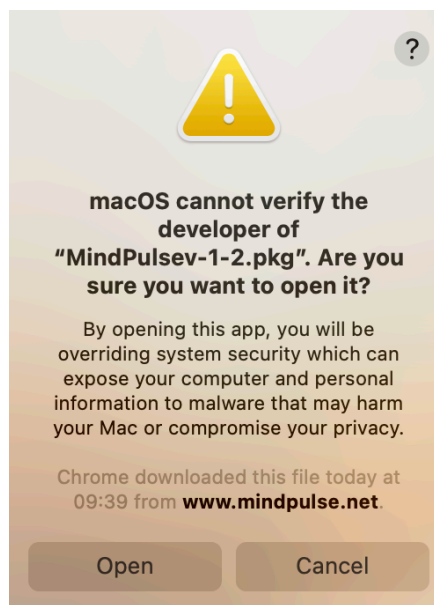 ?
macOS cannot verify the
developer of
“MindPulsev-1-2.pkg”. Are you
sure you want to open it?
By opening this app, you will be
overriding system security which can
expose your computer and personal
information to malware that may harm
your Mac or compromise your privacy.
Chrome downloaded this file today at
09:39 from www.mindpulse.net.
Open Cancel